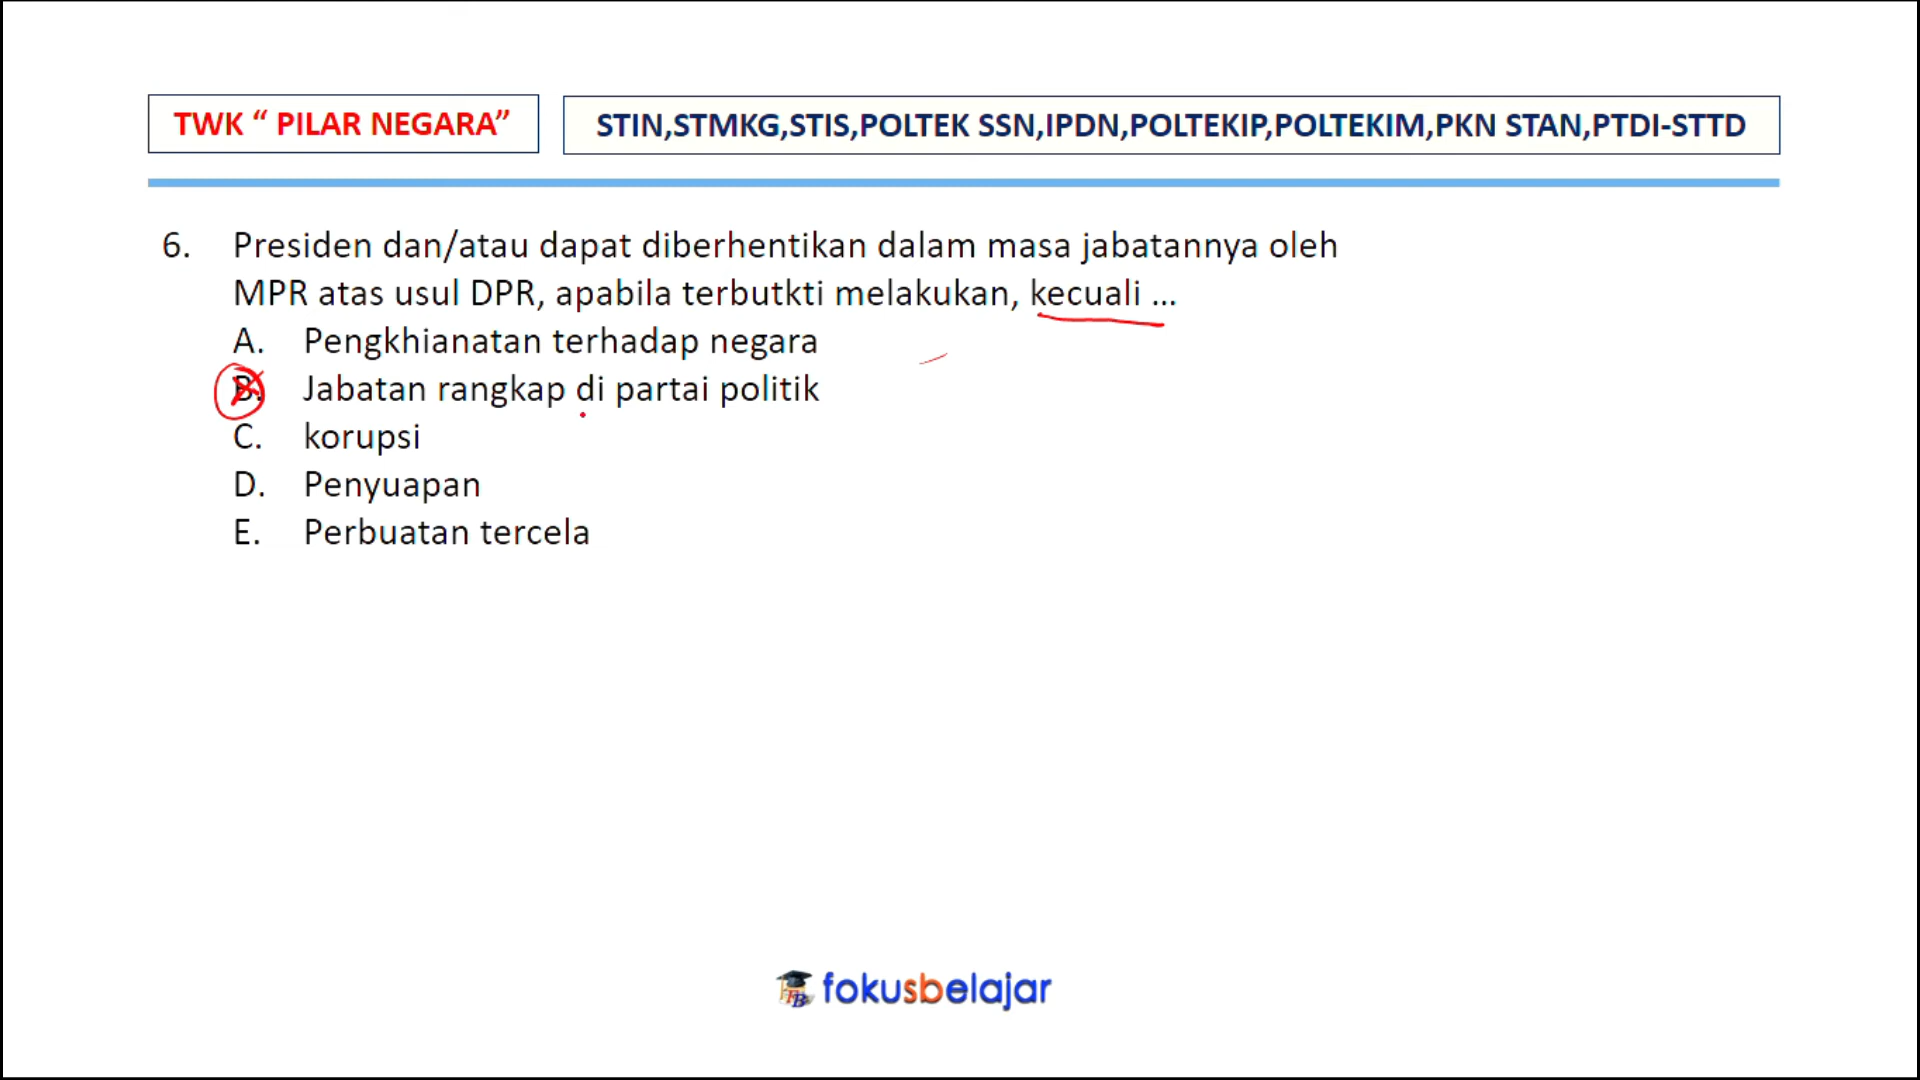 TWK “ PILAR NEGARA”
STIN,STMKG,STIS,POLTEK SSN,IPDN,POLTEKIP,POLTEKIM,PKN STAN,PTDI-STTD
6. Presiden dan/atau dapat diberhentikan dalam masa jabatannya oleh
MPR atas usul DPR, apabila terbutkti melakukan, kecuali ...
A. Pengkhianatan terhadap negara
B. Jabatan rangkap di partai politik
C. korupsi
D. Penyuapan
E. Perbuatan tercela
fokusbelajar